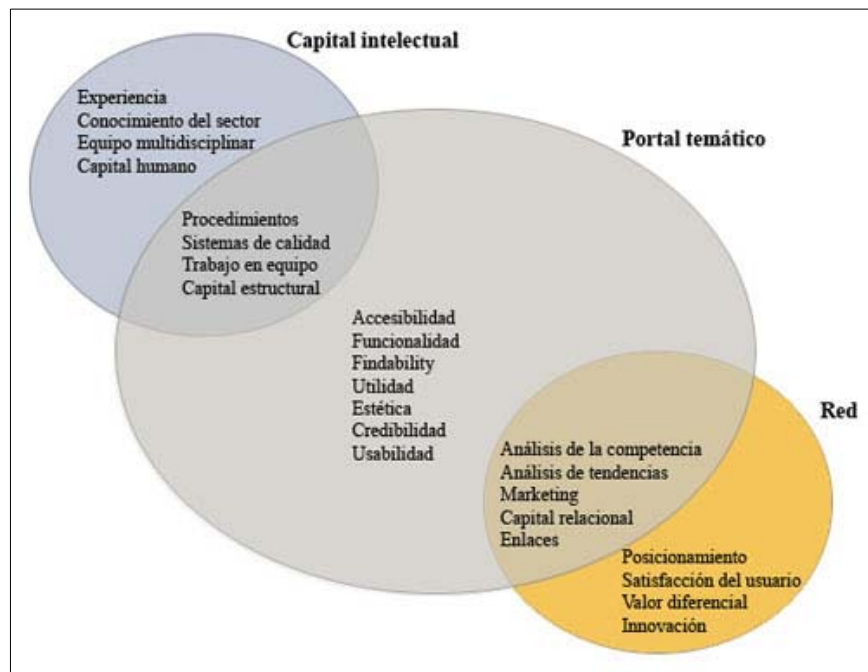 Capital intelectual
Experiencia
Conocimiento del sector
Equipo multidisciplinar
Capital humano
Portal temático
Procedimientos
Sistemas de calidad
Trabajo en equipo
Capital estructural
Accesibilidad
Funcionalidad
Findability
Utilidad
Estética
Credibilidad
Usabilidad
Red
Análisis de la competencia
Análisis de tendencias
Marketing
Capital relacional
Enlaces
Posicionamiento
Satisfacción del usuario
Valor diferencial
Innovación